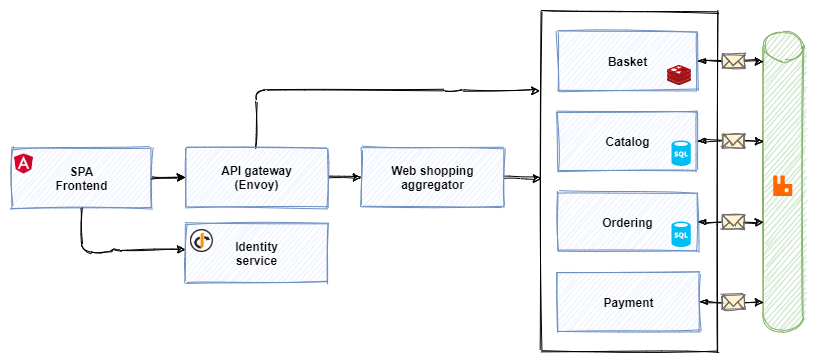 SPA
Frontend
API gateway
(Envoy)
Web shopping
aggregator
Identity
service
Basket
Catalog
SQL
Ordering
SQL
Payment